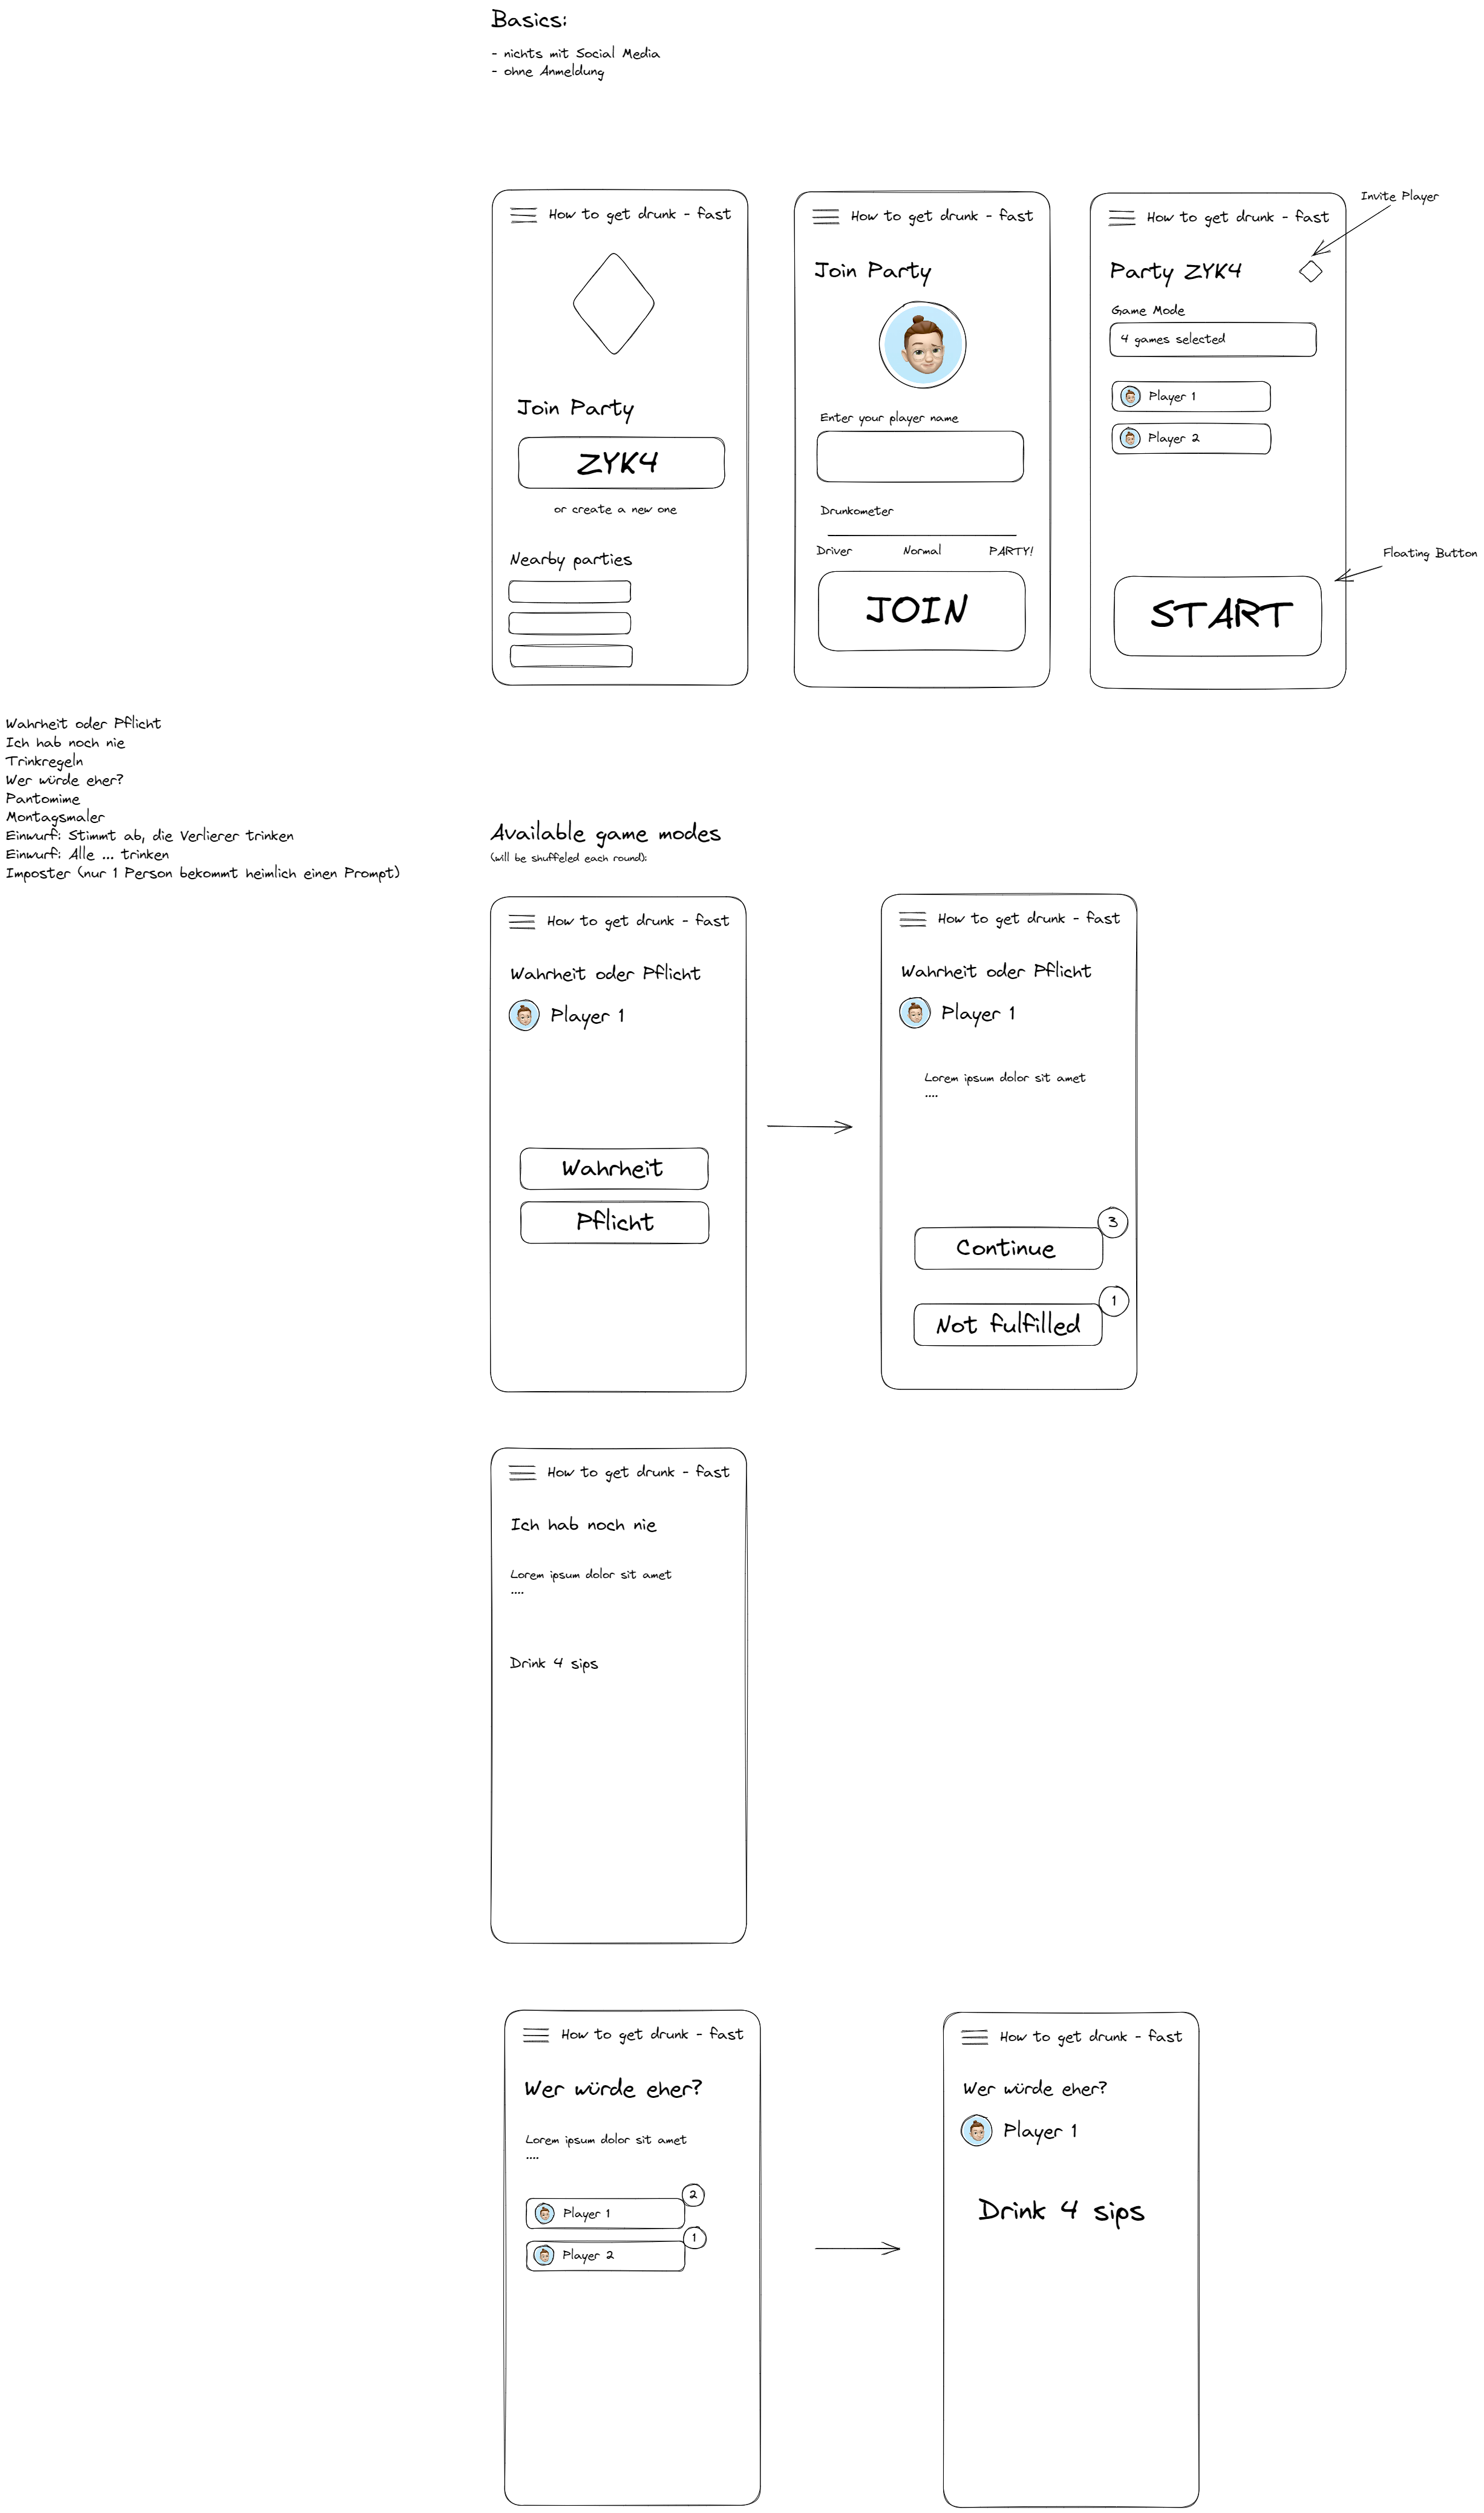 Basics:
- nichts mit Social Media
- ohne Anmeldung
How to get drunk - fast
Join Party
ZYK4
or create a new one
Nearby parties
How to get drunk - fast
Join Party
Enter your player name
Drunkometer
Driver
Normal
PARTY!
JOIN
Invite Player
How to get drunk - fast
Party ZYK4
Game Mode
4 games selected
Player 1
Player 2
Floating Button
START
Wahrheit oder Pflicht
Ich hab noch nie
Trinkregeln
Wer würde eher?
Pantomime
Montagsmaler
Einwurf: Stimmt ab, die Verlierer trinken
Einwurf: Alle ... trinken
Imposter (nur 1 Person bekommt heimlich einen Prompt)
Available game modes
(will be shuffeled each round):
How to get drunk - fast
Wahrheit oder Pflicht
Player 1
Wahrheit
Pflicht
How to get drunk - fast
Wahrheit oder Pflicht
Player 1
Lorem ipsum dolor sit amet
....
3
Continue
1
Not fulfilled
How to get drunk - fast
Ich hab noch nie
Lorem ipsum dolor sit amet
....
Drink 4 sips
How to get drunk - fast
Wer würde eher?
Lorem ipsum dolor sit amet
....
2
Player 1
1
Player 2
How to get drunk - fast
Wer würde eher?
Player 1
Drink 4 sips